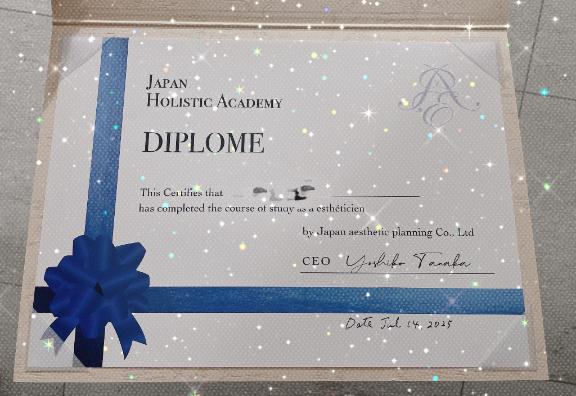 JAPAN
HOLISTIC ACADEMY
DIPLOME
This Certifies that
has completed the course of study as a esthéticien
by Japan aesthetic planning Co., Ltd
CEO Yoshiko Tanaka
Date Jul 14, 2025